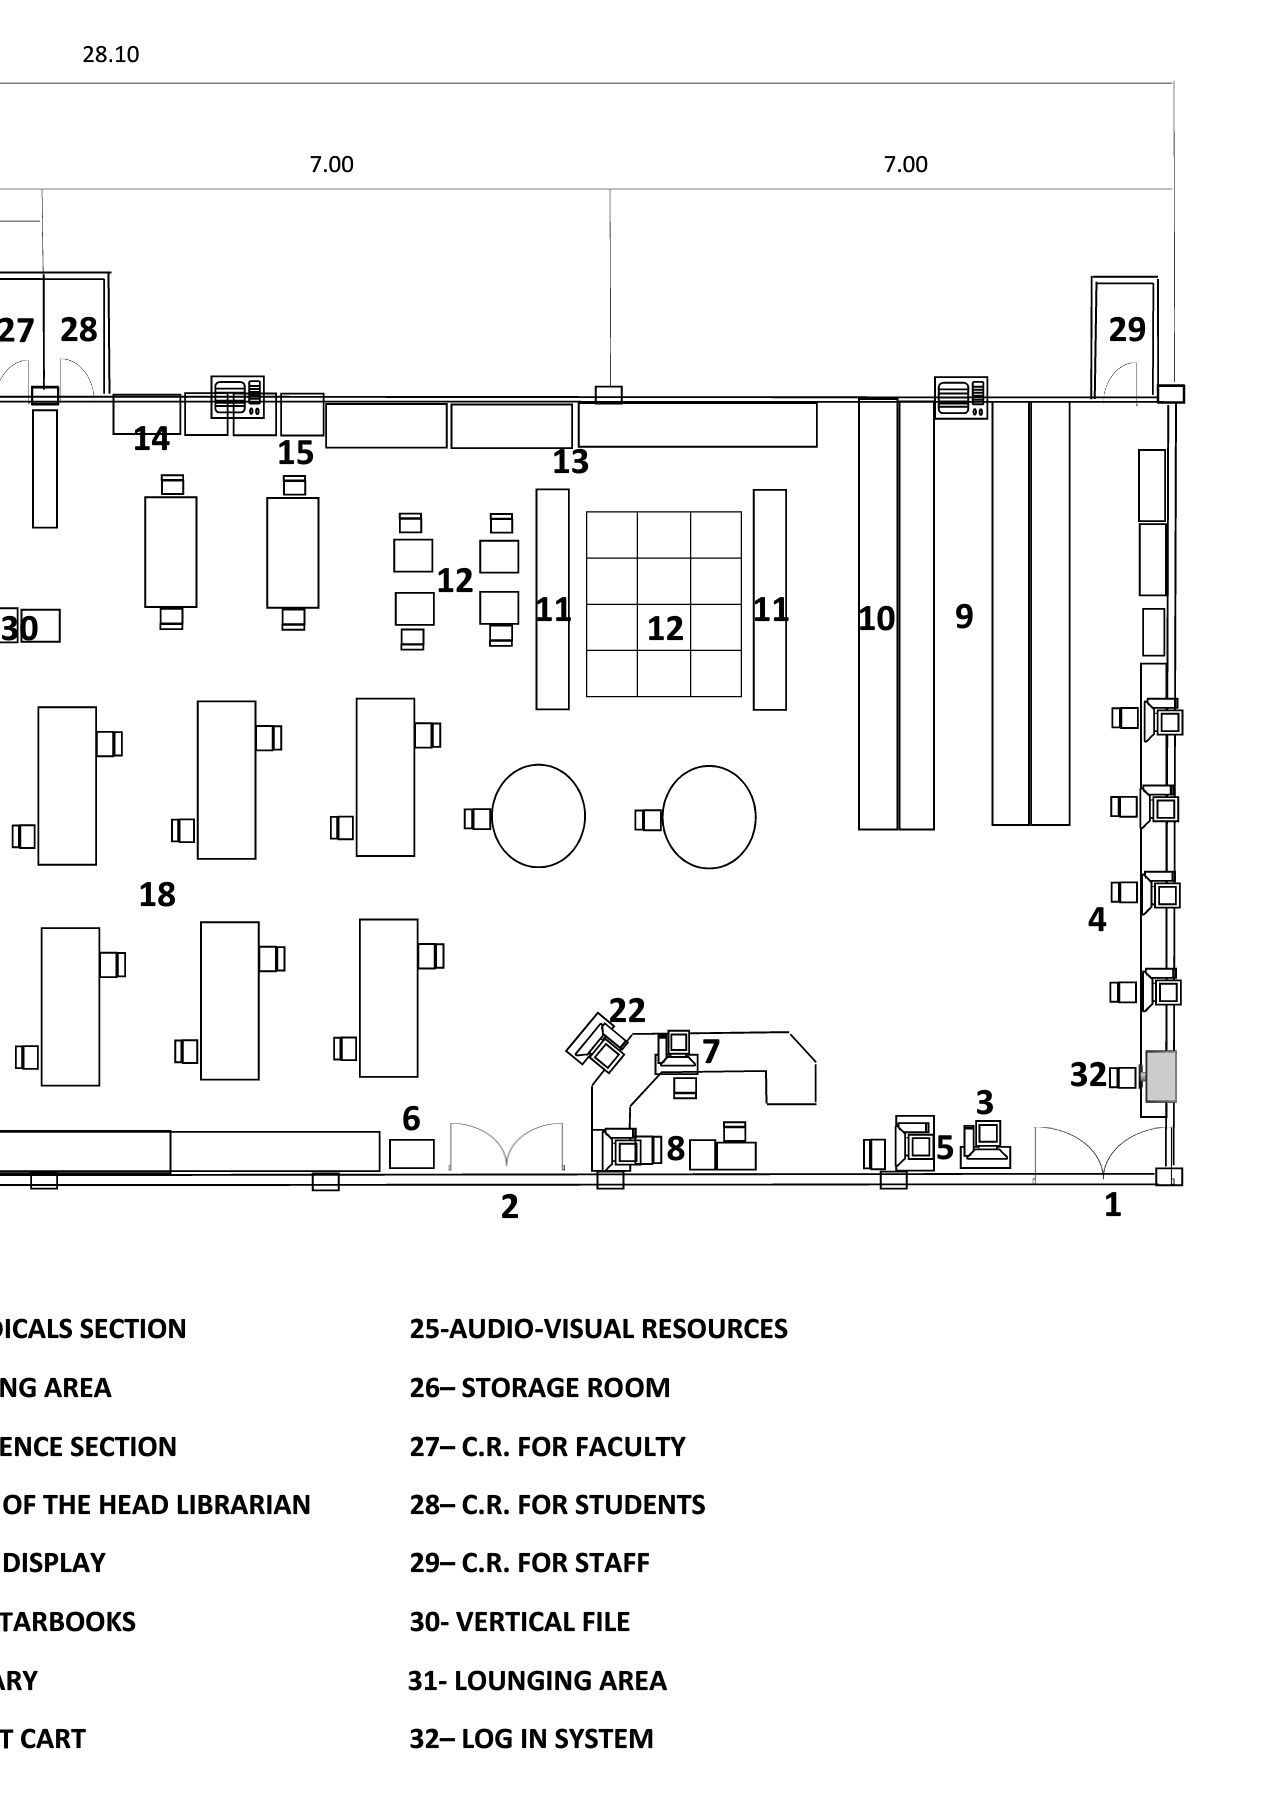 28.10
7.00 7.00
27 28 29
14 15 13
12 11 12 11 10 9
30
18 4
22 7 32
6 8 5 3
2 1
DICALS SECTION 25-AUDIO-VISUAL RESOURCES
NG AREA 26– STORAGE ROOM
ENCE SECTION 27– C.R. FOR FACULTY
OF THE HEAD LIBRARIAN 28– C.R. FOR STUDENTS
DISPLAY 29– C.R. FOR STAFF
TARBOOKS 30- VERTICAL FILE
ARY 31- LOUNGING AREA
T CART 32– LOG IN SYSTEM